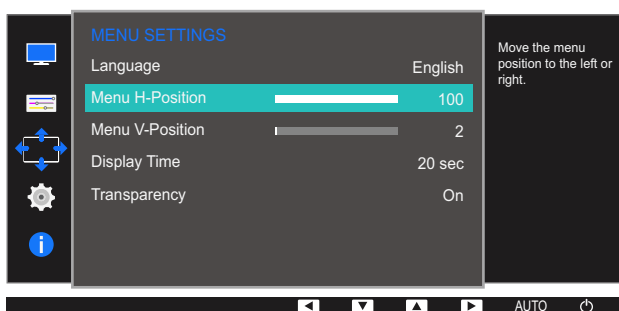 MENU SETTINGS
Language English
Menu H-Position 100
Menu V-Position 2
Display Time 20 sec
Transparency On
Move the menu
position to the left or
right.
AUTO